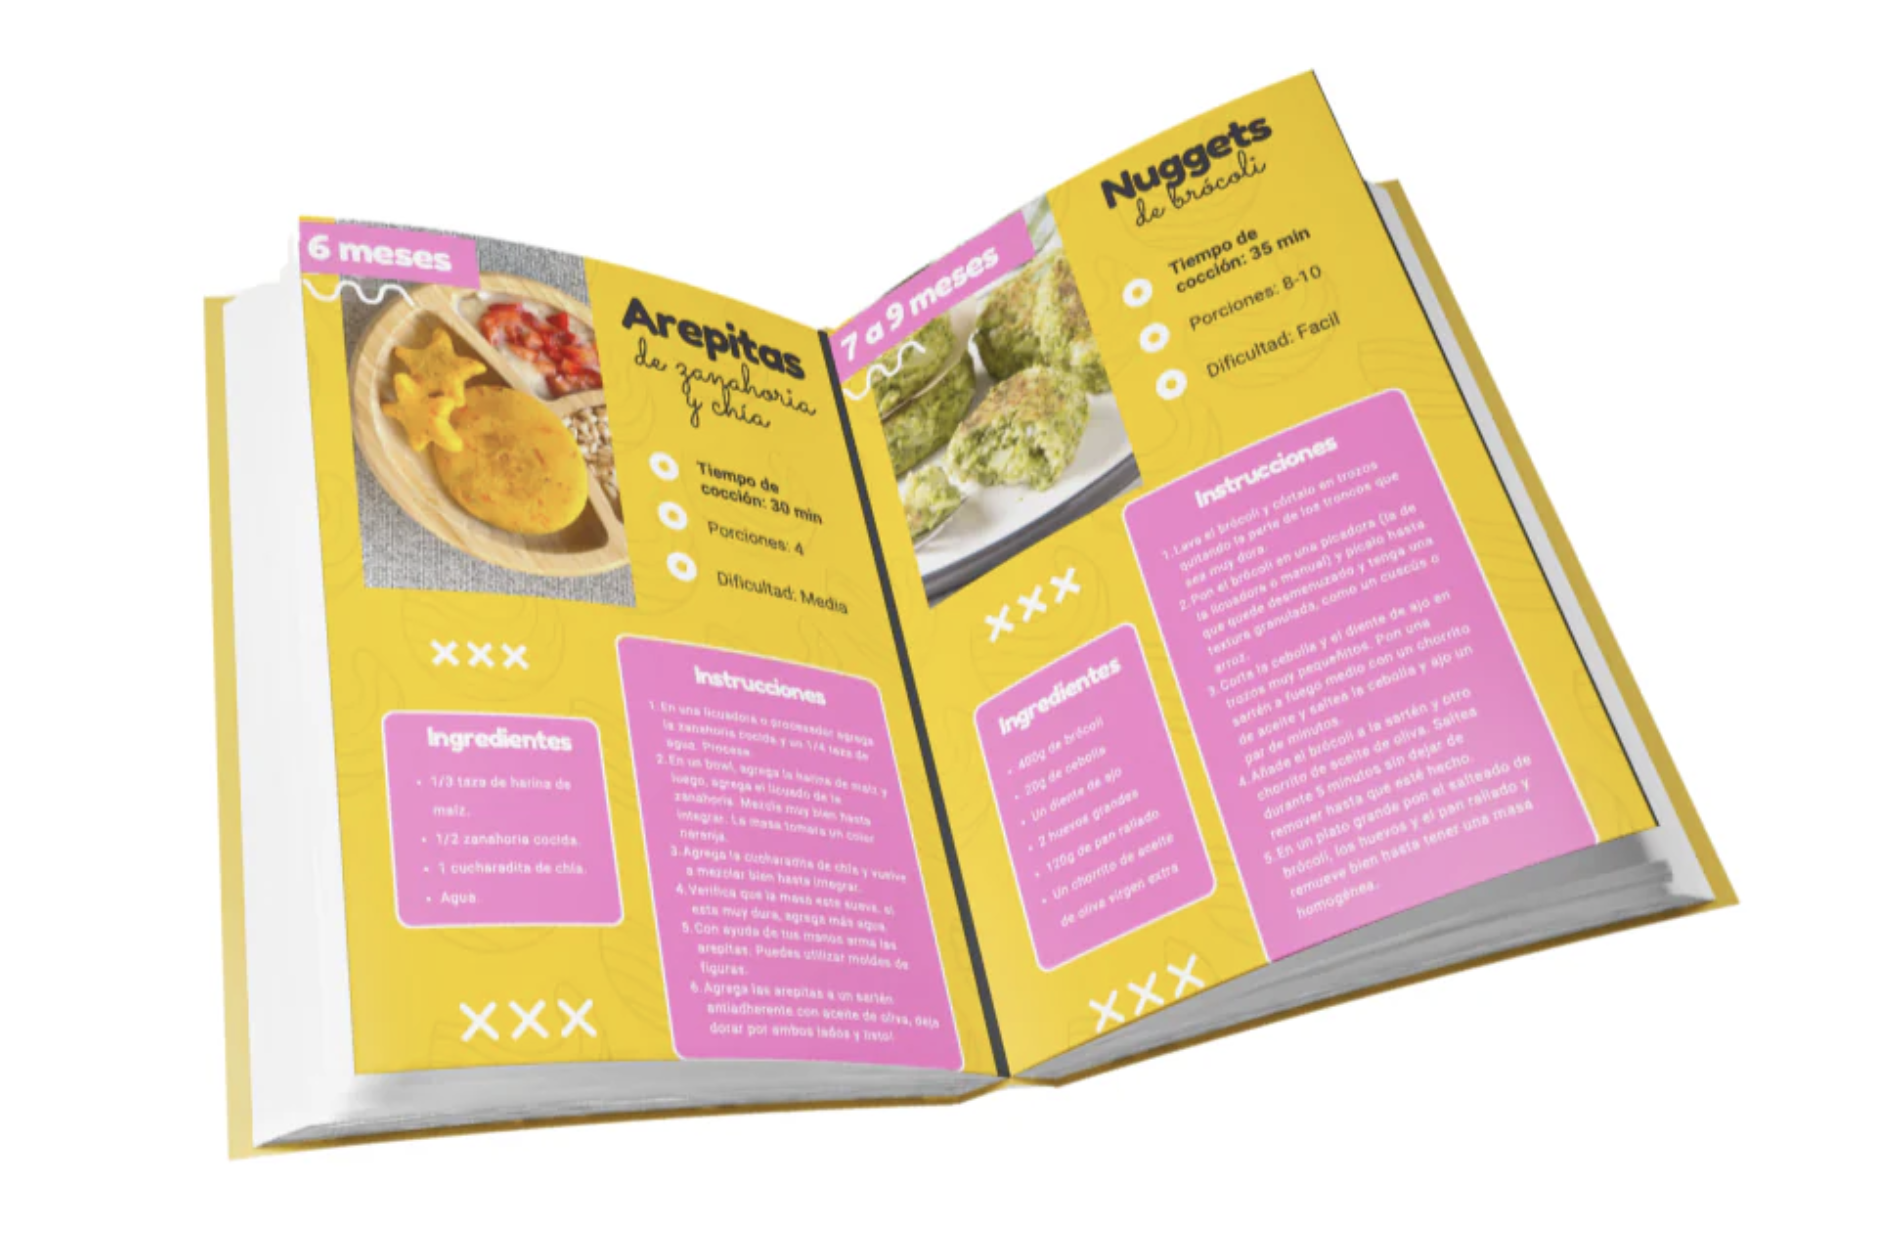 6 meses
Arepitas
de zanahoria
y chía
Tiempo de
cocción: 30 min
Porciones: 4
Dificultad: Media
Ingredientes
• 1/3 taza de harina de
maíz.
• 1/2 zanahoria cocida.
• 1 cucharadita de chía.
• Agua.
Instrucciones
1. En una licuadora o procesador agrega
la zanahoria cocida y un 1/4 taza de
agua. Procesa.
2. En un bowl, agrega la harina de maíz y
luego, agrega el licuado de la
zanahoria. Mezcla muy bien hasta
integrar. La masa tomará un color
naranja.
3. Agrega la cucharadita de chía y vuelve
a mezclar bien hasta integrar.
4. Verifica que la masa este suave, si
esta muy dura, agrega más agua.
5. Con ayuda de tus manos arma las
arepitas. Puedes utilizar moldes de
figuras.
6. Agrega las arepitas a un sartén
antiadherente con aceite de oliva, deja
dorar por ambos lados y listo!
7 a 9 meses
Nuggets
de brócoli
Tiempo de
cocción: 35 min
Porciones: 8-10
Dificultad: Facil
Ingredientes
• 400g de brócoli
• 20g de cebolla
• Un diente de ajo
• 2 huevos grandes
• 120g de pan rallado
• Un chorrito de aceite
de oliva virgen extra
Instrucciones
1. Lava el brócoli y córtalo en trozos
quitando la parte de los troncos que
sea muy dura.
2. Pon el brócoli en una picadora (la de
la licuadora o manual) y pícalo hasta
que quede desmenuzado y tenga una
textura granulada, como un cuscús o
arroz.
3. Corta la cebolla y el diente de ajo en
trozos muy pequeñitos. Pon una
sartén a fuego medio con un chorrito
de aceite y saltea la cebolla y ajo un
par de minutos.
4. Añade el brócoli a la sartén y otro
chorrito de aceite de oliva. Saltea
durante 5 minutos sin dejar de
remover hasta que esté hecho.
5. En un plato grande pon el salteado de
brócoli, los huevos y el pan rallado y
remueve bien hasta tener una masa
homogénea.